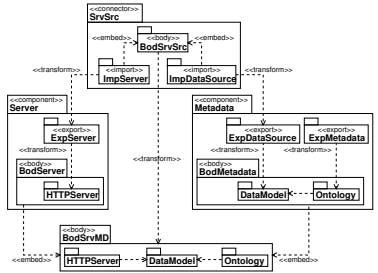 <<connector>>
SrvSrc
<<embed>>
<<body>>
BodSrvSrc
<<embed>>
<<transform>>
<<import>>
ImpServer
<<import>>
ImpDataSource
<<transform>>
<<component>>
Server
<<component>>
Metadata
<<export>>
ExpServer
<<export>>
ExpDataSource
<<export>>
ExpMetadata
<<transform>>
<<transform>>
<<transform>>
<<transform>>
<<body>>
BodServer
<<body>>
BodMetadata
HTTPServer
DataModel
Ontology
<<body>>
BodSrvMD
<<embed>>
HTTPServer
DataModel
Ontology
<<embed>>